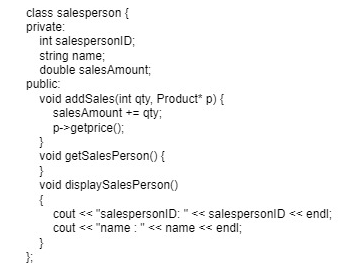 class salesperson {
private:
int salespersonID;
string name;
double salesAmount;
public:
void addSales(int qty, Product* p) {
salesAmount += qty;
p->getprice();
}
void getSalesPerson() {
}
void displaySalesPerson()
{
cout << "salespersonID: " << salespersonID << endl;
cout << "name : " << name << endl;
}
};